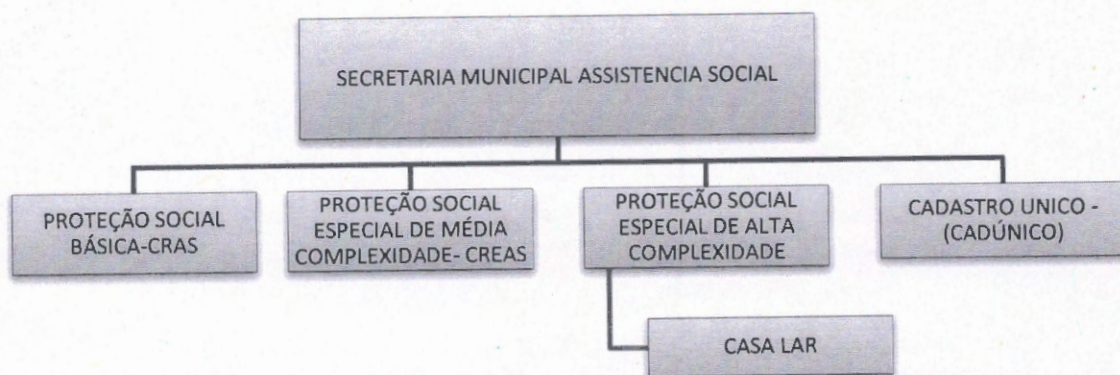 SECRETARIA MUNICIPAL ASSISTENCIA SOCIAL
PROTEÇÃO SOCIAL
BÁSICA-CRAS
PROTEÇÃO SOCIAL
ESPECIAL DE MÉDIA
COMPLEXIDADE- CREAS
PROTEÇÃO SOCIAL
ESPECIAL DE ALTA
COMPLEXIDADE
CADASTRO UNICO -
(CADÚNICO)
CASA LAR